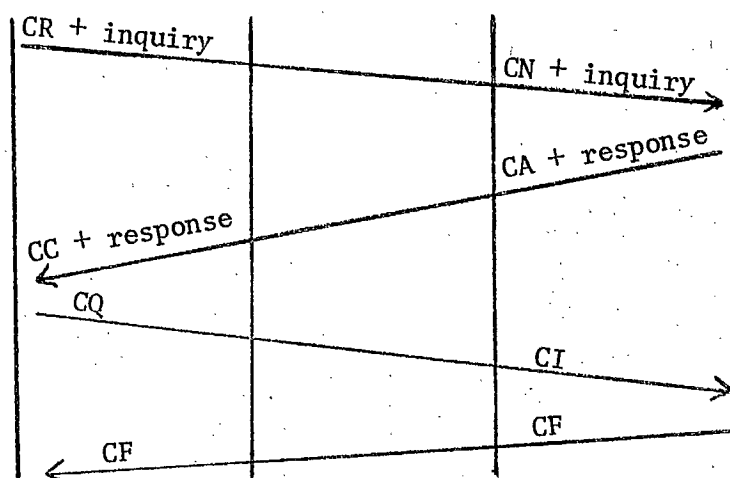 CR + inquiry
CN + inquiry
CA + response
CC + response
CQ
CI
CF
CF